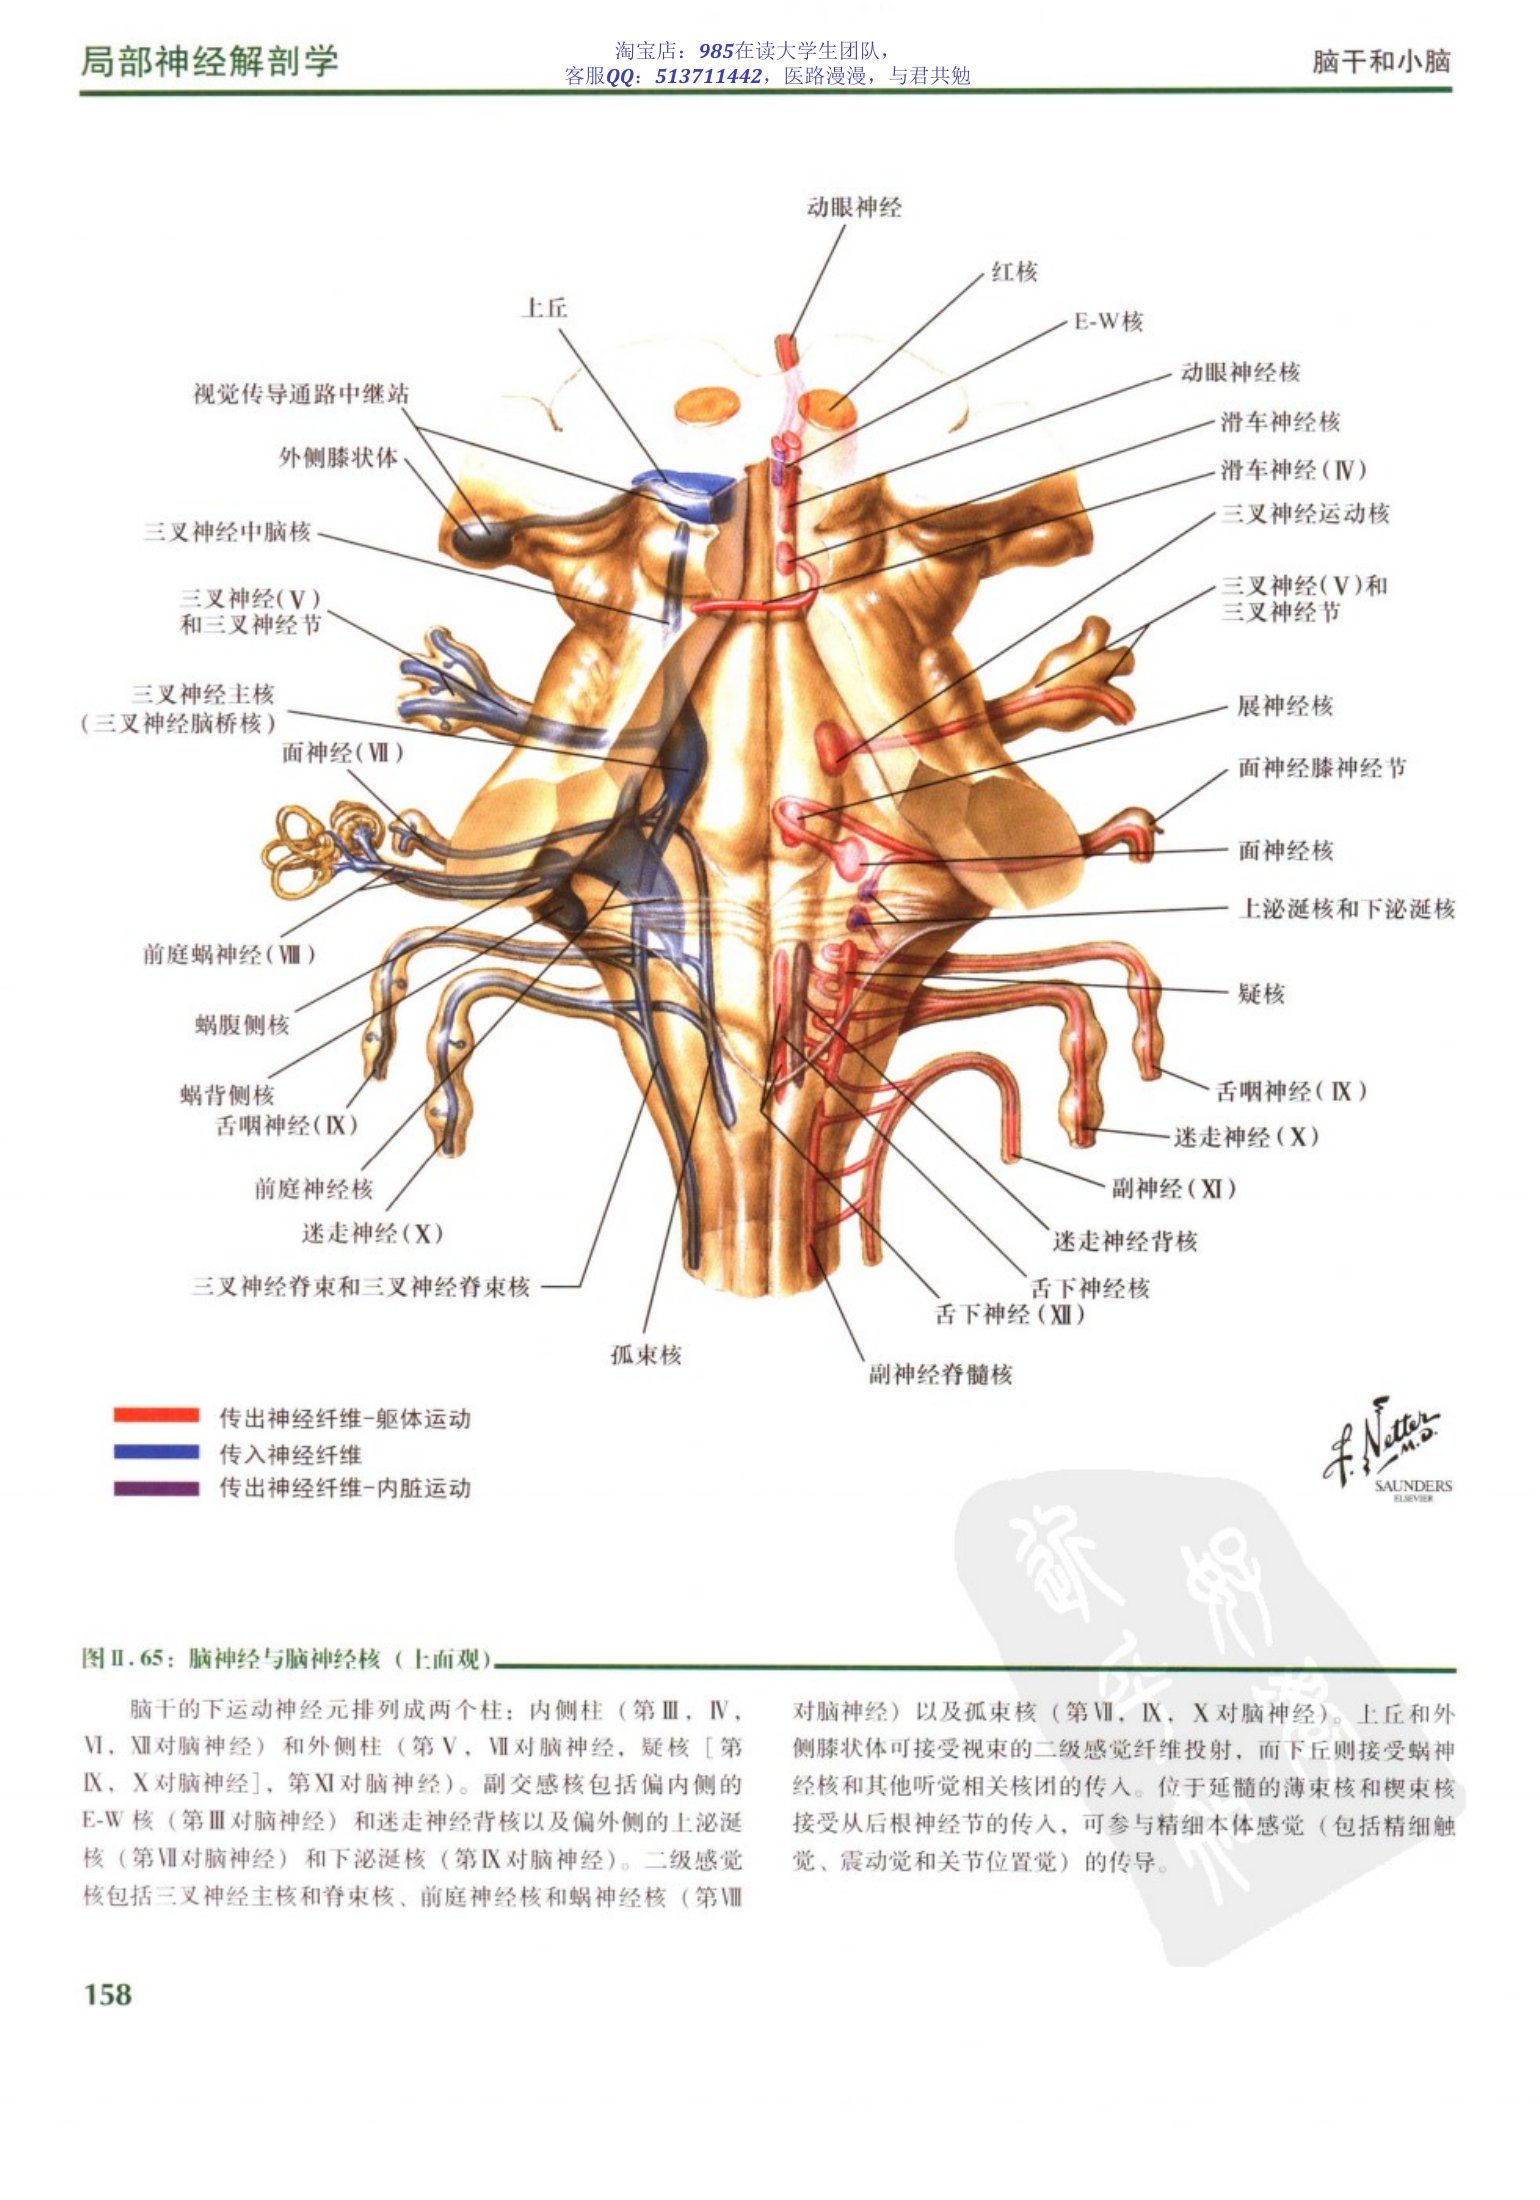 局部神经解剖学
淘宝店：985在读大学生团队，
客服QQ：513711442，医路漫漫，与君共勉
脑干和小脑
动眼神经
红核
上丘
E-W核
视觉传导通路中继站
动眼神经核
滑车神经核
外侧膝状体
滑车神经(Ⅳ)
三叉神经中脑核
三叉神经运动核
三叉神经(Ⅴ)
和三叉神经节
三叉神经(Ⅴ)和
三叉神经节
三叉神经主核
(三叉神经脑桥核)
展神经核
面神经(Ⅶ)
面神经膝神经节
面神经核
上泌涎核和下泌涎核
前庭蜗神经(Ⅷ)
疑核
蜗腹侧核
蜗背侧核
舌咽神经(Ⅸ)
舌咽神经(Ⅸ)
迷走神经(Ⅹ)
前庭神经核
副神经(Ⅺ)
迷走神经(Ⅹ)
迷走神经背核
三叉神经脊束和三叉神经脊束核
舌下神经核
舌下神经(Ⅻ)
孤束核
副神经脊髓核
传出神经纤维-躯体运动
传入神经纤维
传出神经纤维-内脏运动
F. Netter
M.D.
SAUNDERS
ELSEVIER
图Ⅱ.65：脑神经与脑神经核（上面观）
脑干的下运动神经元排列成两个柱：内侧柱（第Ⅲ，Ⅳ，
Ⅵ，Ⅻ对脑神经）和外侧柱（第Ⅴ，Ⅶ对脑神经，疑核［第
Ⅸ，Ⅹ对脑神经］，第Ⅺ对脑神经）。副交感核包括偏内侧的
E-W核（第Ⅲ对脑神经）和迷走神经背核以及偏外侧的上泌涎
核（第Ⅶ对脑神经）和下泌涎核（第Ⅸ对脑神经）。二级感觉
核包括三叉神经主核和脊束核、前庭神经核和蜗神经核（第Ⅷ
对脑神经）以及孤束核（第Ⅶ，Ⅸ，Ⅹ对脑神经）。上丘和外
侧膝状体可接受视束的二级感觉纤维投射，而下丘则接受蜗神
经核和其他听觉相关核团的传入。位于延髓的薄束核和楔束核
接受从后根神经节的传入，可参与精细本体感觉（包括精细触
觉、震动觉和关节位置觉）的传导。
158